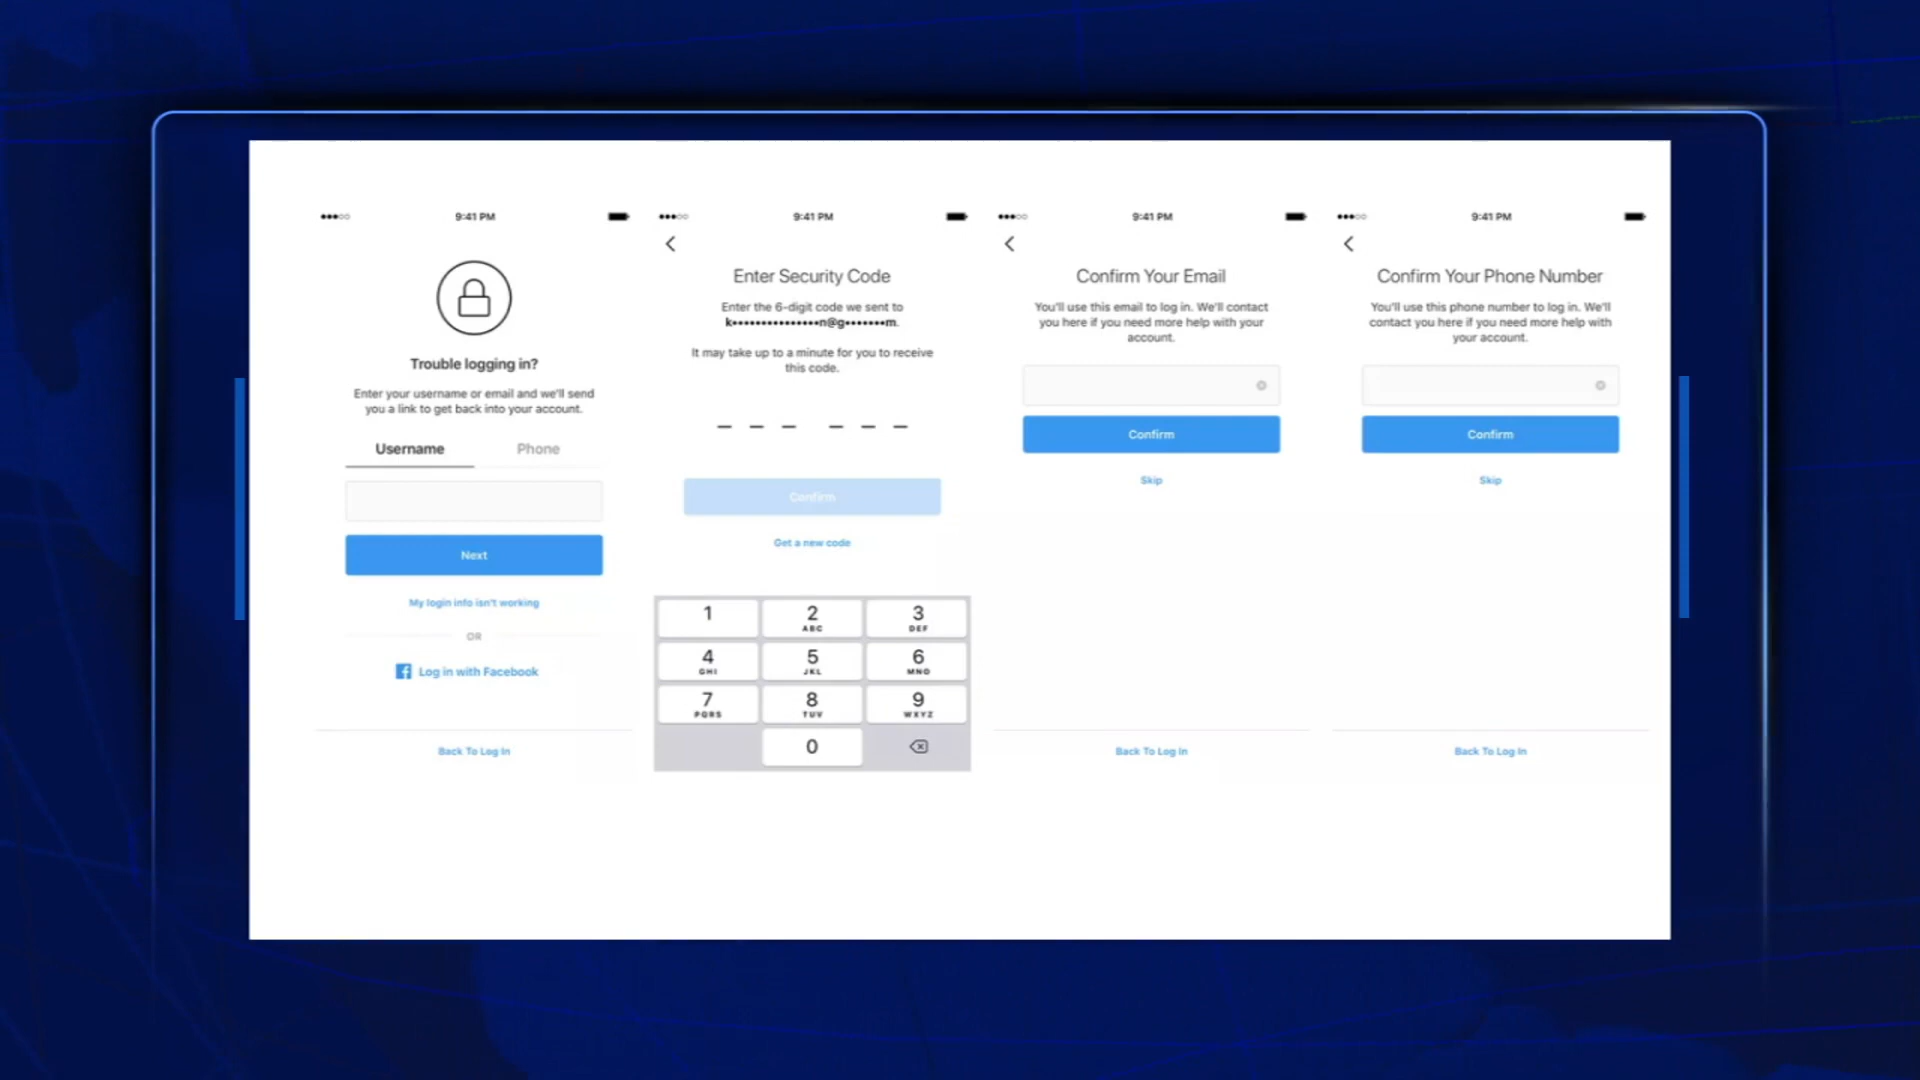 9:41 PM
Trouble logging in?
Enter your username or email and we'll send
you a link to get back into your account.
Username
Phone
Next
My login info isn't working
OR
Log in with Facebook
Back To Log In
9:41 PM
Enter Security Code
Enter the 6-digit code we sent to
k•••••••••••••••n@g•••••••m.
It may take up to a minute for you to receive
this code.
Confirm
Get a new code
1
2
ABC
3
DEF
4
GHI
5
JKL
6
MNO
7
PQRS
8
TUV
9
WXYZ
0
9:41 PM
Confirm Your Email
You'll use this email to log in. We'll contact
you here if you need more help with your
account.
Confirm
Skip
Back To Log In
9:41 PM
Confirm Your Phone Number
You'll use this phone number to log in. We'll
contact you here if you need more help with
your account.
Confirm
Skip
Back To Log In